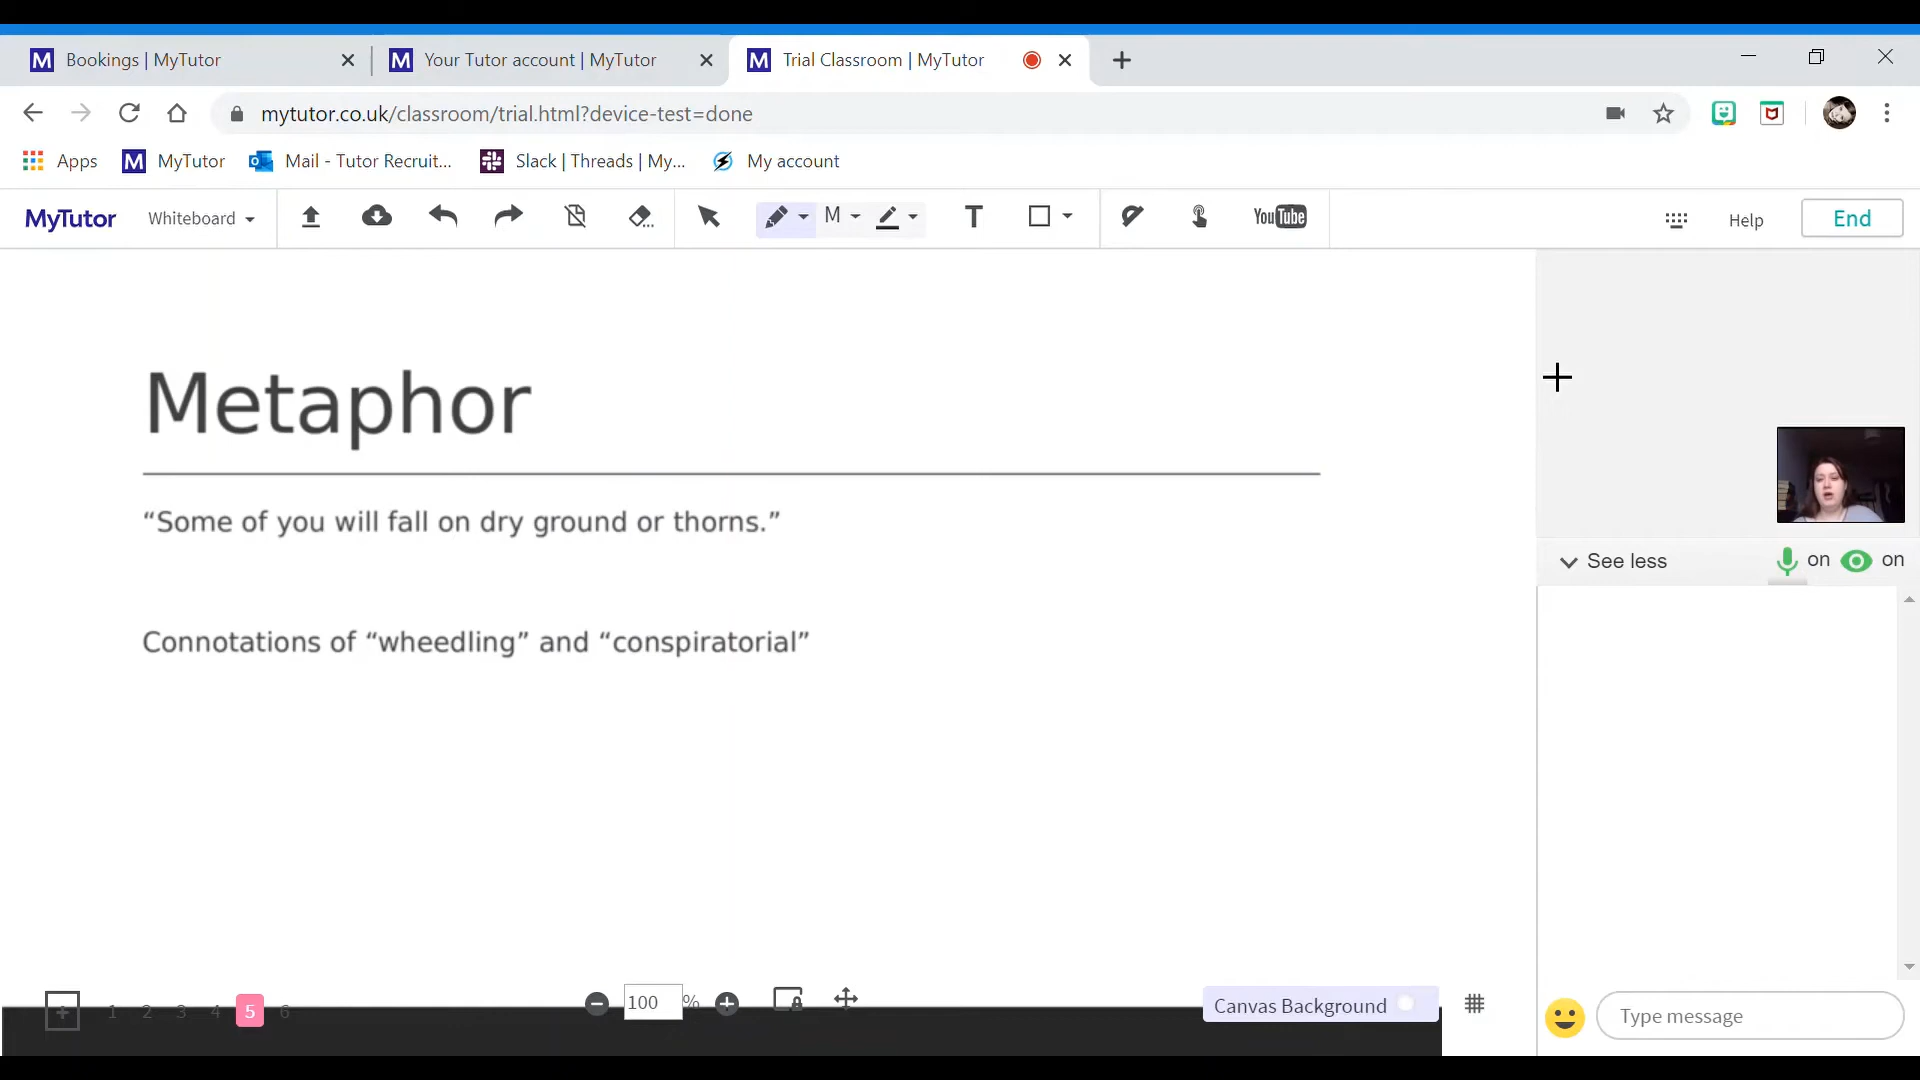 Bookings | MyTutor
Your Tutor account | MyTutor
Trial Classroom | MyTutor
mytutor.co.uk/classroom/trial.html?device-test=done
Apps
MyTutor
Mail - Tutor Recruit...
Slack | Threads | My...
My account
MyTutor
Whiteboard
M
T
YouTube
Help
End
Metaphor
“Some of you will fall on dry ground or thorns.”
Connotations of “wheedling” and “conspiratorial”
See less
on
on
1 2 3 4 5 6
100 %
Canvas Background
Type message